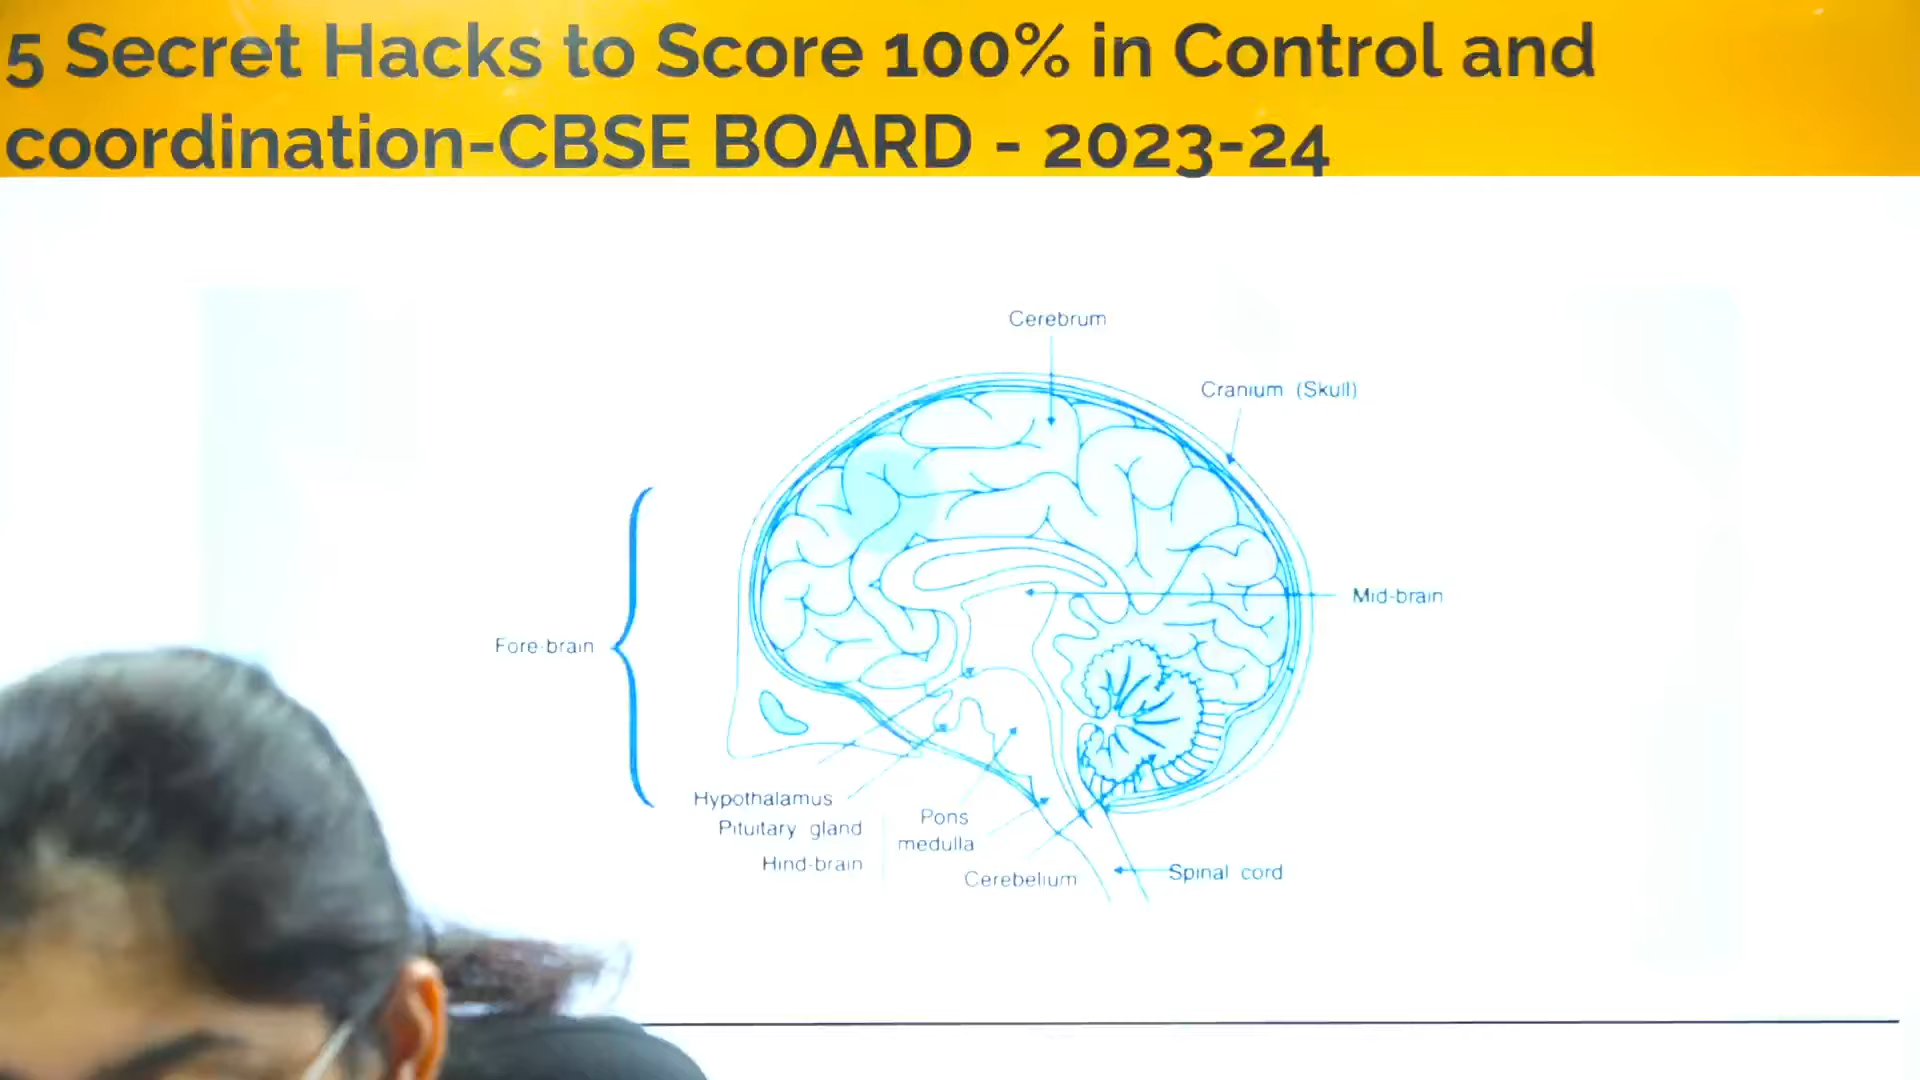 5 Secret Hacks to Score 100% in Control and
coordination-CBSE BOARD - 2023-24
Cerebrum
Cranium (Skull)
Mid-brain
Fore-brain
Hypothalamus
Pituitary gland
Hind-brain
Pons
medulla
Cerebelium
Spinal cord